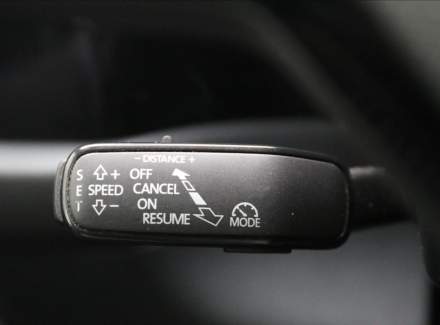 - DISTANCE +
S + OFF
E SPEED CANCEL
T - ON
RESUME MODE